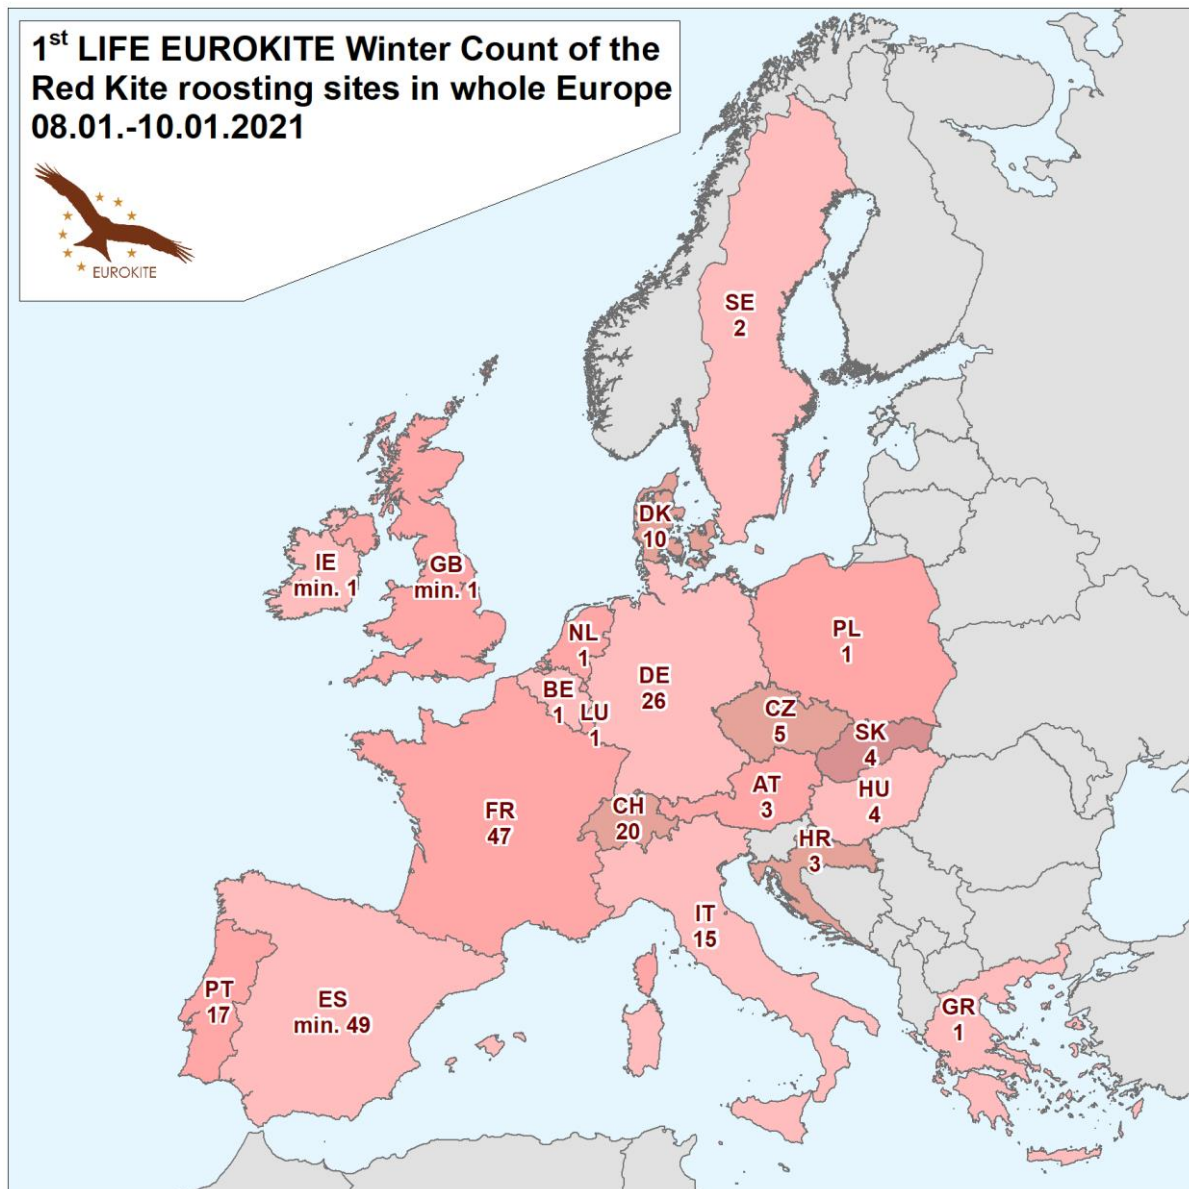 1st LIFE EUROKITE Winter Count of the
Red Kite roosting sites in whole Europe
08.01.-10.01.2021
EUROKITE
SE
2
DK
10
IE
min. 1
GB
min. 1
NL
1
PL
1
BE
1
DE
26
LU
1
CZ
5
SK
4
AT
3
HU
4
FR
47
CH
20
HR
3
IT
15
PT
17
ES
min. 49
GR
1